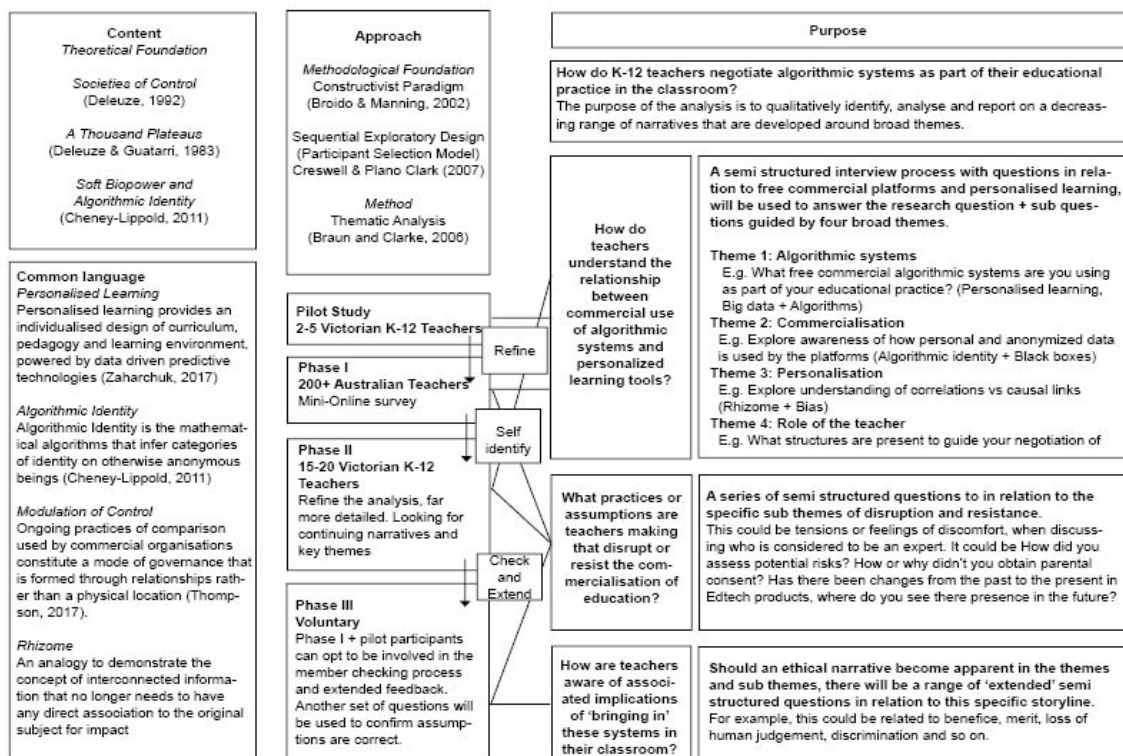 Content
Theoretical Foundation
Societies of Control
(Deleuze, 1992)
A Thousand Plateaus
(Deleuze & Guatarri, 1983)
Soft Biopower and
Algorithmic Identity
(Cheney-Lippold, 2011)
Common language
Personalised Learning
Personalised learning provides an
individualised design of curriculum,
pedagogy and learning environment,
powered by data driven predictive
technologies (Zaharchuk, 2017)
Algorithmic Identity
Algorithmic Identity is the mathemat-
ical algorithms that infer categories
of identity on otherwise anonymous
beings (Cheney-Lippold, 2011)
Modulation of Control
Ongoing practices of comparison
used by commercial organisations
constitute a mode of governance that
is formed through relationships rath-
er than a physical location (Thomp-
son, 2017).
Rhizome
An analogy to demonstrate the
concept of interconnected informa-
tion that no longer needs to have
any direct association to the original
subject for impact
Approach
Methodological Foundation
Constructivist Paradigm
(Broido & Manning, 2002)
Sequential Exploratory Design
(Participant Selection Model)
Creswell & Plano Clark (2007)
Method
Thematic Analysis
(Braun and Clarke, 2006)
Pilot Study
2-5 Victorian K-12 Teachers
Refine
Phase I
200+ Australian Teachers
Mini-Online survey
Self
identify
Phase II
15-20 Victorian K-12
Teachers
Refine the analysis, far
more detailed. Looking for
continuing narratives and
key themes
Check
and
Extend
Phase III
Voluntary
Phase I + pilot participants
can opt to be involved in the
member checking process
and extended feedback.
Another set of questions will
be used to confirm assump-
tions are correct.
Purpose
How do K-12 teachers negotiate algorithmic systems as part of their educational
practice in the classroom?
The purpose of the analysis is to qualitatively identify, analyse and report on a decreas-
ing range of narratives that are developed around broad themes.
How do
teachers
understand the
relationship
between
commercial use
of algorithmic
systems and
personalized
learning tools?
A semi structured interview process with questions in rela-
tion to free commercial platforms and personalised learning,
will be used to answer the research question + sub ques-
tions guided by four broad themes.
Theme 1: Algorithmic systems
E.g. What free commercial algorithmic systems are you using
as part of your educational practice? (Personalised learning,
Big data + Algorithms)
Theme 2: Commercialisation
E.g. Explore awareness of how personal and anonymized data
is used by the platforms (Algorithmic identity + Black boxes)
Theme 3: Personalisation
E.g. Explore understanding of correlations vs causal links
(Rhizome + Bias)
Theme 4: Role of the teacher
E.g. What structures are present to guide your negotiation of
What practices or
assumptions are
teachers making
that disrupt or
resist the com-
mercialisation of
education?
A series of semi structured questions to in relation to the
specific sub themes of disruption and resistance.
This could be tensions or feelings of discomfort, when discuss-
ing who is considered to be an expert. It could be How did you
assess potential risks? How or why didn't you obtain parental
consent? Has there been changes from the past to the present in
Edtech products, where do you see there presence in the future?
How are teachers
aware of associ-
ated implications
of 'bringing in'
these systems in
their classroom?
Should an ethical narrative become apparent in the themes
and sub themes, there will be a range of 'extended' semi
structured questions in relation to this specific storyline.
For example, this could be related to benefice, merit, loss of
human judgement, discrimination and so on.